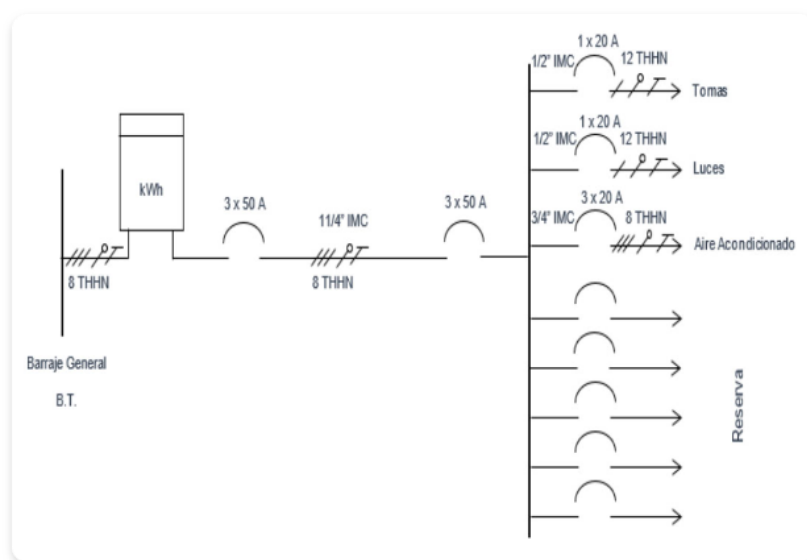 1 x 20 A
1/2" IMC
12 THHN
Tomas
1 x 20 A
1/2" IMC
12 THHN
Luces
3 x 20 A
3/4" IMC
8 THHN
Aire Acondicionado
kWh
3 x 50 A
3 x 50 A
11/4" IMC
8 THHN
8 THHN
Barraje General
B.T.
Reserva